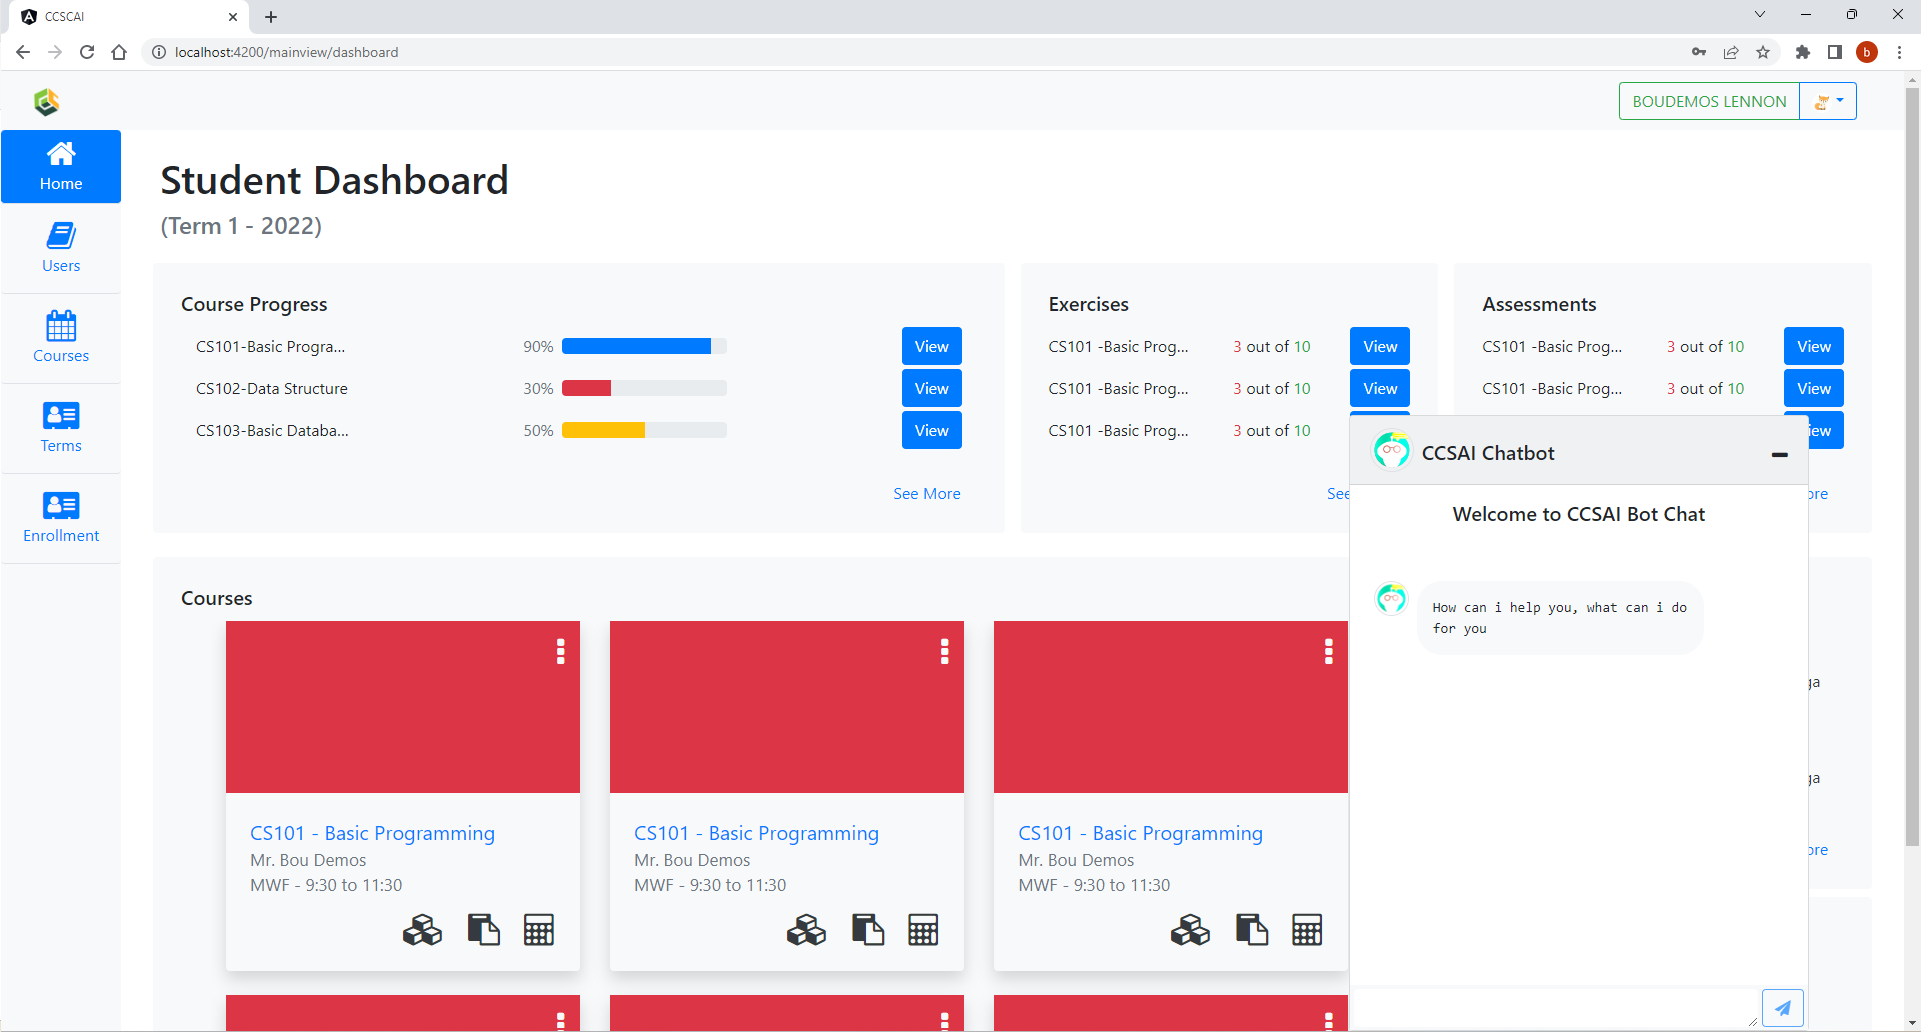 CCSCAI
localhost:4200/mainview/dashboard
b
BOUDEMOS LENNON
Home
Users
Courses
Terms
Enrollment
Student Dashboard
(Term 1 - 2022)
Course Progress
CS101-Basic Progra... 90% View
CS102-Data Structure 30% View
CS103-Basic Databa... 50% View
See More
Exercises
CS101 -Basic Prog... 3 out of 10 View
CS101 -Basic Prog... 3 out of 10 View
CS101 -Basic Prog... 3 out of 10
See
Assessments
CS101 -Basic Prog... 3 out of 10 View
CS101 -Basic Prog... 3 out of 10 View
iew
ore
Courses
CS101 - Basic Programming
Mr. Bou Demos
MWF - 9:30 to 11:30
CS101 - Basic Programming
Mr. Bou Demos
MWF - 9:30 to 11:30
CS101 - Basic Programming
Mr. Bou Demos
MWF - 9:30 to 11:30
CCSAI Chatbot
Welcome to CCSAI Bot Chat
How can i help you, what can i do
for you
ga
ga
ore